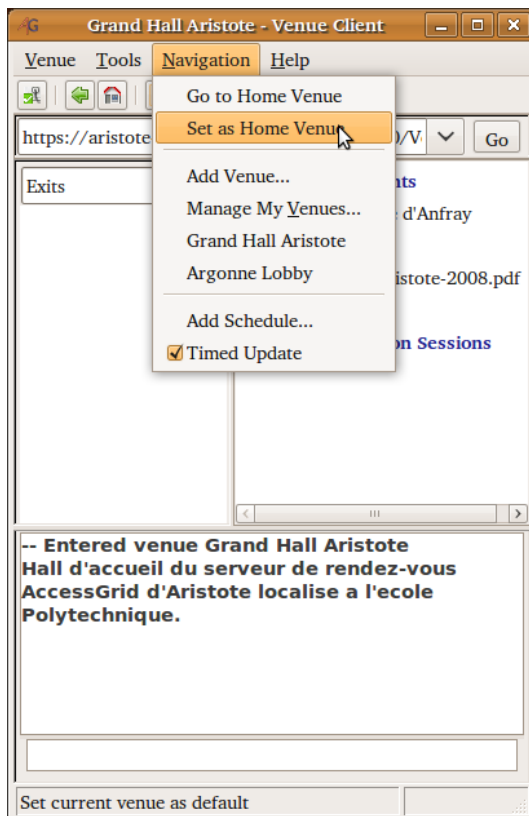 AG Grand Hall Aristote - Venue Client
Venue Tools Navigation Help
Go to Home Venue
Set as Home Venue
https://aristote 0/V Go
Add Venue...
Manage My Venues...
Grand Hall Aristote
Argonne Lobby
Add Schedule...
Timed Update
Exits
nts
d'Anfray
istote-2008.pdf
on Sessions
-- Entered venue Grand Hall Aristote
Hall d'accueil du serveur de rendez-vous
AccessGrid d'Aristote localise a l'ecole
Polytechnique.
Set current venue as default